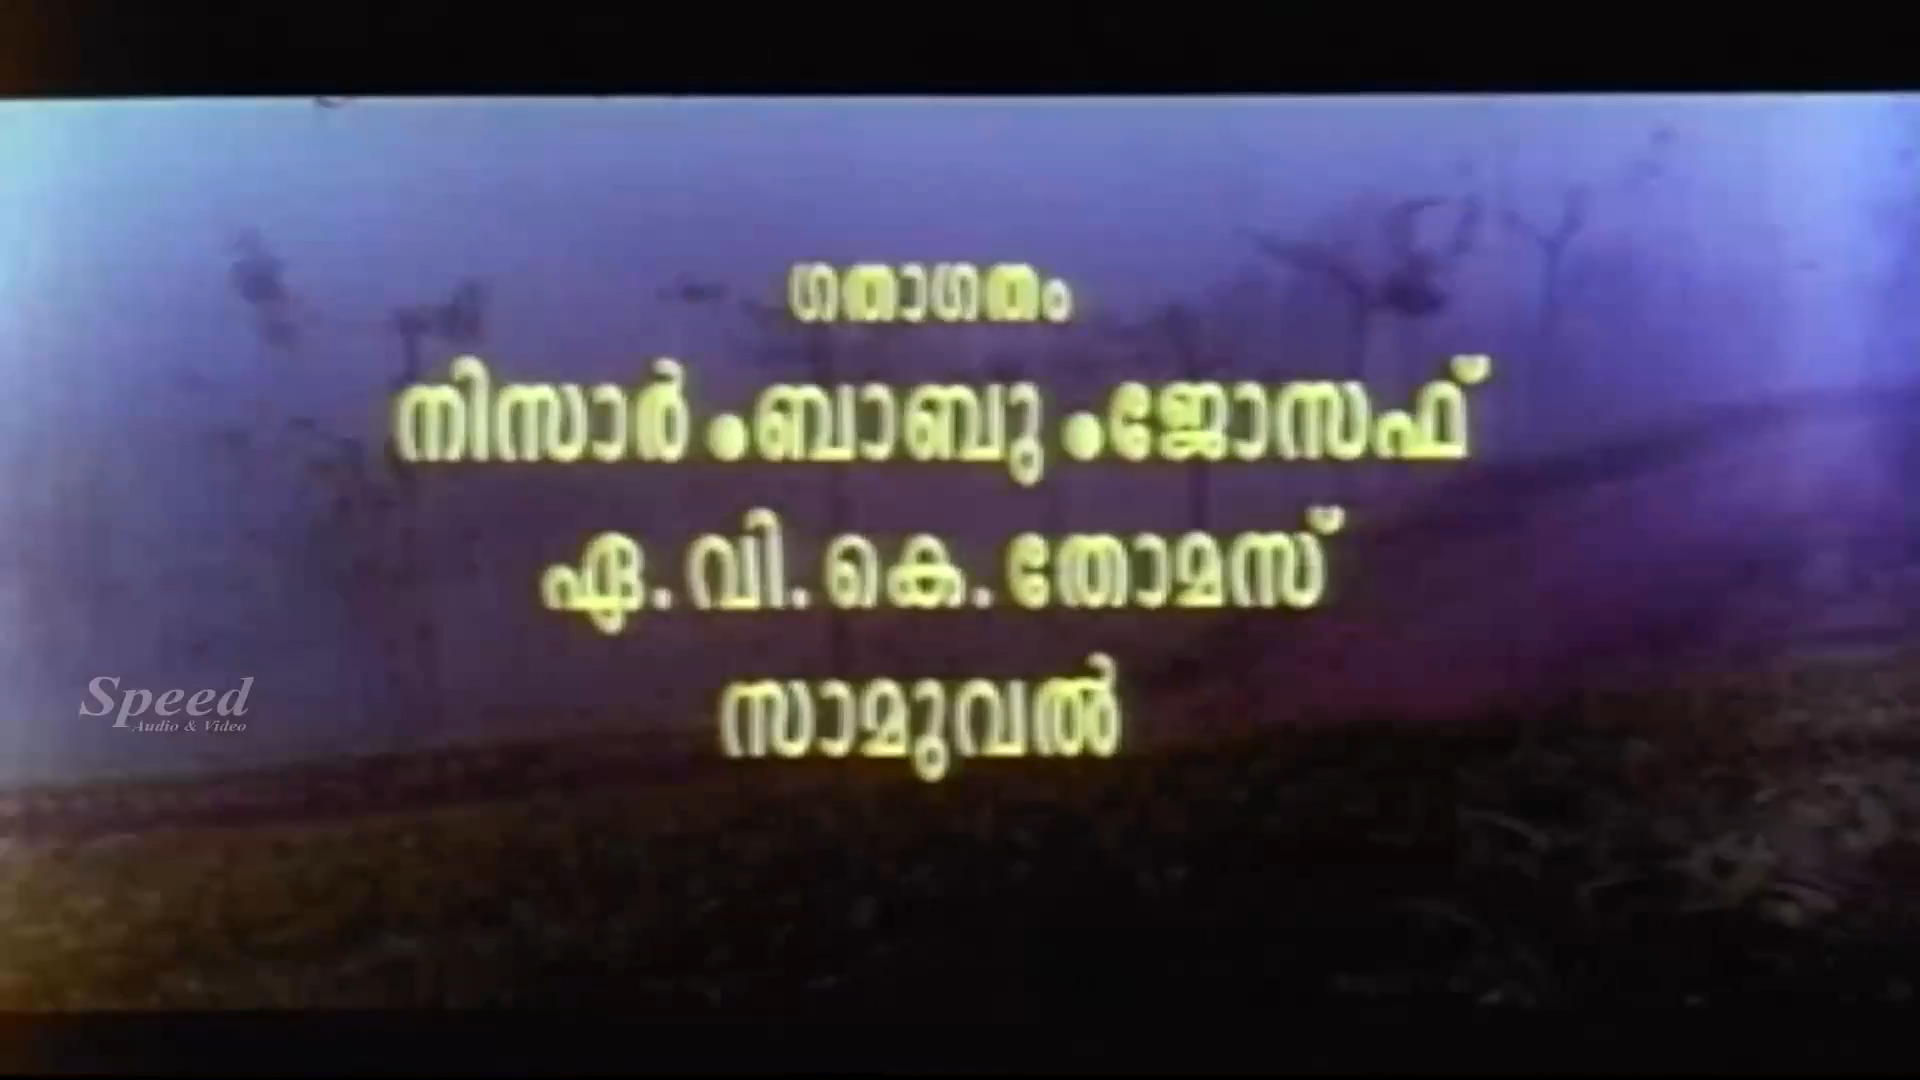 ഗതാഗതം
നിസാർ • ബാബു • ജോസഫ്
ഏ. വി. കെ. തോമസ്
സാമുവൽ
Speed
Audio & Video